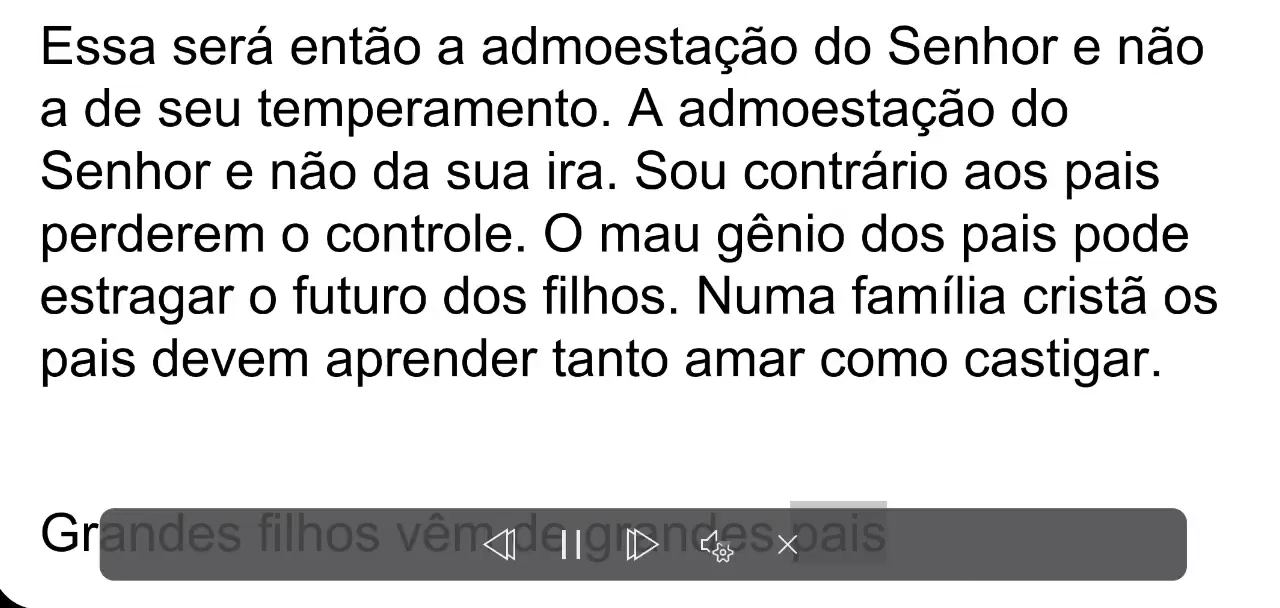 Essa será então a admoestação do Senhor e não
a de seu temperamento. A admoestação do
Senhor e não da sua ira. Sou contrário aos pais
perderem o controle. O mau gênio dos pais pode
estragar o futuro dos filhos. Numa família cristã os
pais devem aprender tanto amar como castigar.
Grandes filhos vêm de grandes pais